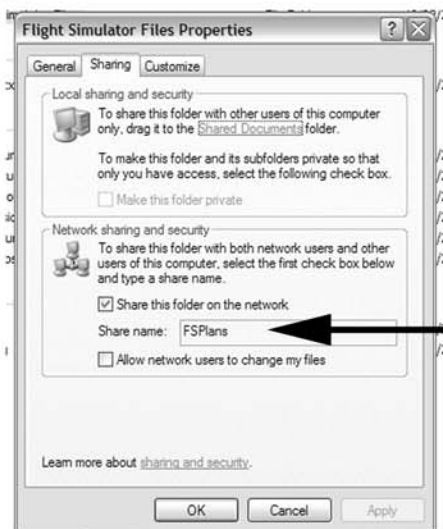 Flight Simulator Files Properties
General Sharing Customize
Local sharing and security
To share this folder with other users of this computer
only, drag it to the Shared Documents folder.
To make this folder and its subfolders private so that
only you have access, select the following check box.
Make this folder private
Network sharing and security
To share this folder with both network users and other
users of this computer, select the first check box below
and type a share name.
Share this folder on the network
Share name: FSPlans
Allow network users to change my files
Learn more about sharing and security.
OK Cancel Apply